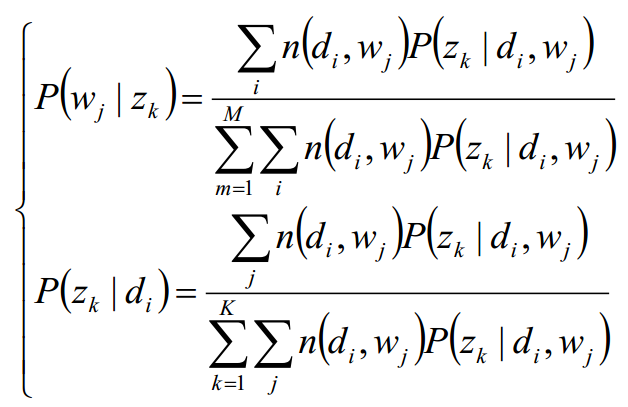 P(w_j | z_k) = \frac{\sum_i n(d_i, w_j) P(z_k | d_i, w_j)}{\sum_{m=1}^{M} \sum_i n(d_i, w_j) P(z_k | d_i, w_j)}
P(z_k | d_i) = \frac{\sum_j n(d_i, w_j) P(z_k | d_i, w_j)}{\sum_{k=1}^{K} \sum_j n(d_i, w_j) P(z_k | d_i, w_j)}